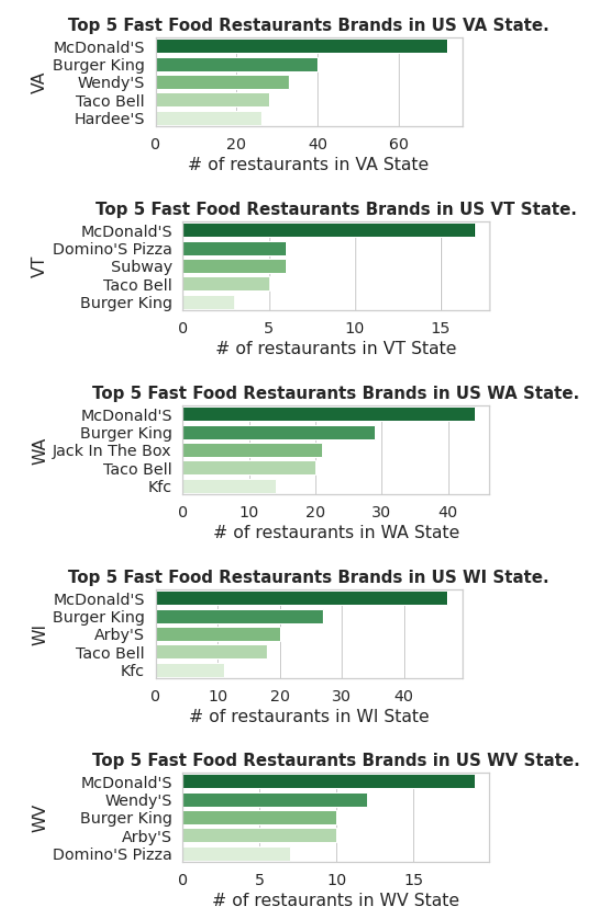 Top 5 Fast Food Restaurants Brands in US VA State.
VA
McDonald'S
Burger King
Wendy'S
Taco Bell
Hardee'S
0 20 40 60
# of restaurants in VA State
Top 5 Fast Food Restaurants Brands in US VT State.
VT
McDonald'S
Domino'S Pizza
Subway
Taco Bell
Burger King
0 5 10 15
# of restaurants in VT State
Top 5 Fast Food Restaurants Brands in US WA State.
WA
McDonald'S
Burger King
Jack In The Box
Taco Bell
Kfc
0 10 20 30 40
# of restaurants in WA State
Top 5 Fast Food Restaurants Brands in US WI State.
WI
McDonald'S
Burger King
Arby'S
Taco Bell
Kfc
0 10 20 30 40
# of restaurants in WI State
Top 5 Fast Food Restaurants Brands in US WV State.
WV
McDonald'S
Wendy'S
Burger King
Arby'S
Domino'S Pizza
0 5 10 15
# of restaurants in WV State